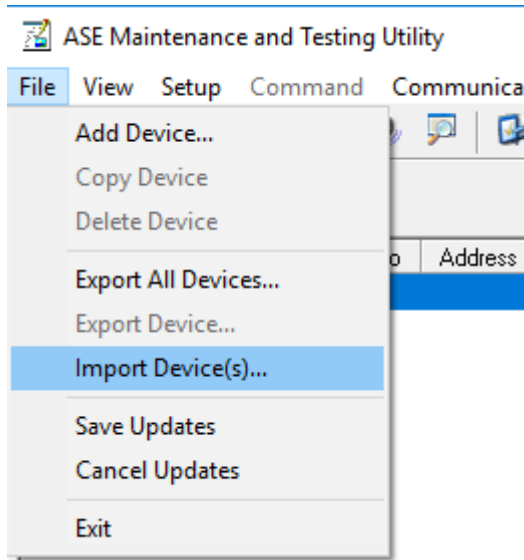 ASE Maintenance and Testing Utility
File View Setup Command Communica
Add Device...
Copy Device
Delete Device
o Address
Export All Devices...
Export Device...
Import Device(s)...
Save Updates
Cancel Updates
Exit